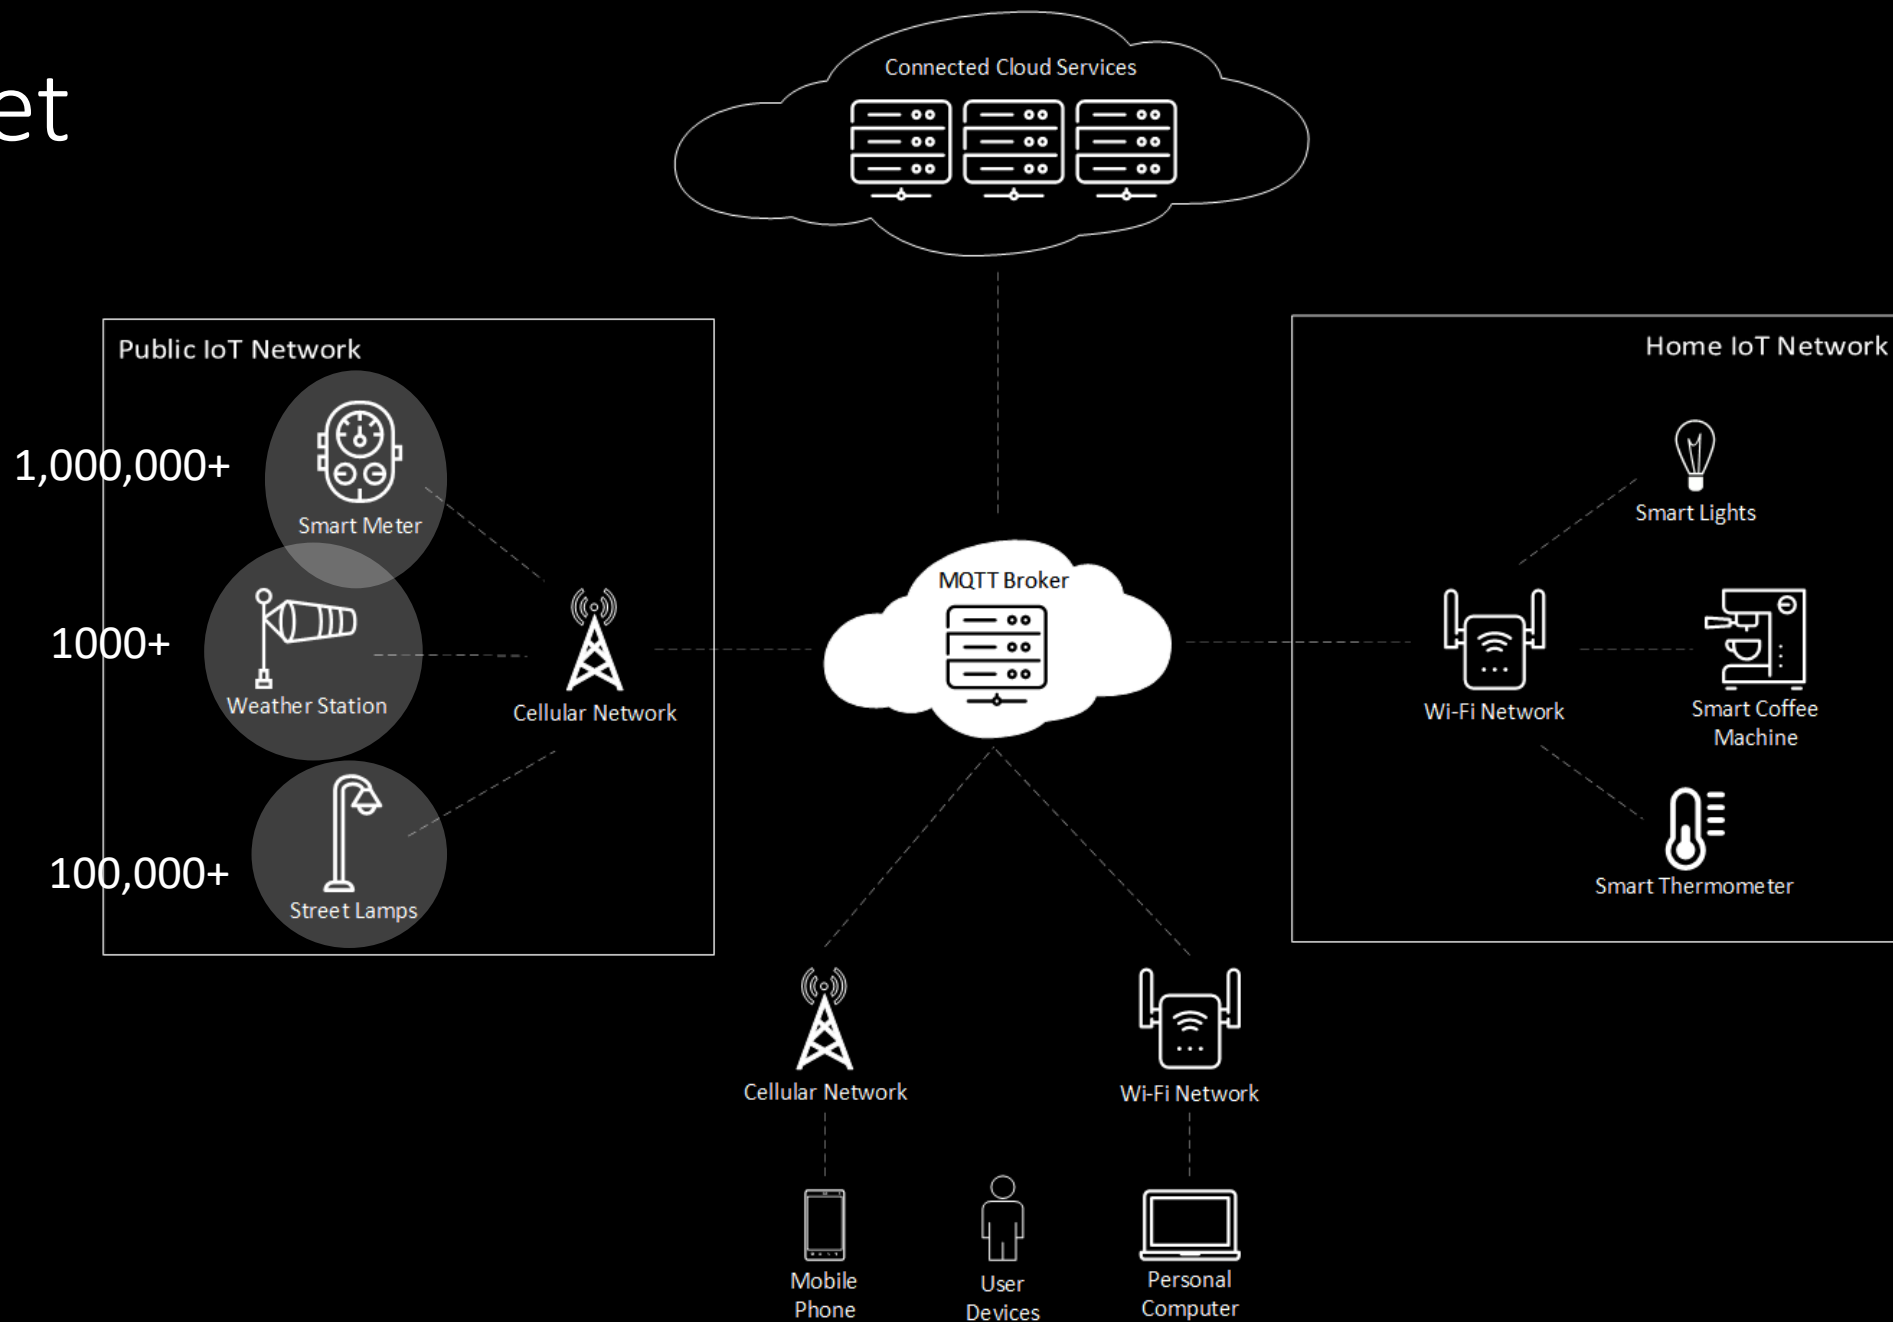 et
Connected Cloud Services
Public IoT Network
Home IoT Network
1,000,000+
Smart Meter
Smart Lights
MQTT Broker
1000+
Weather Station
Cellular Network
Wi-Fi Network
Smart Coffee
Machine
100,000+
Street Lamps
Smart Thermometer
Cellular Network
Wi-Fi Network
Mobile
Phone
User
Devices
Personal
Computer